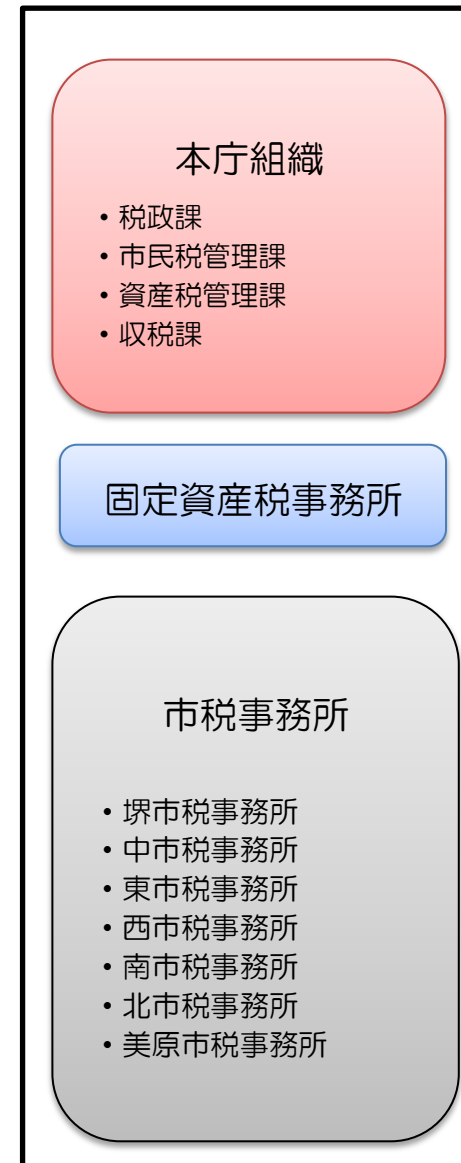 本庁組織
• 税政課
• 市民税管理課
• 資産税管理課
• 収税課
固定資産税事務所
市税事務所
• 堺市税事務所
• 中市税事務所
• 東市税事務所
• 西市税事務所
• 南市税事務所
• 北市税事務所
• 美原市税事務所